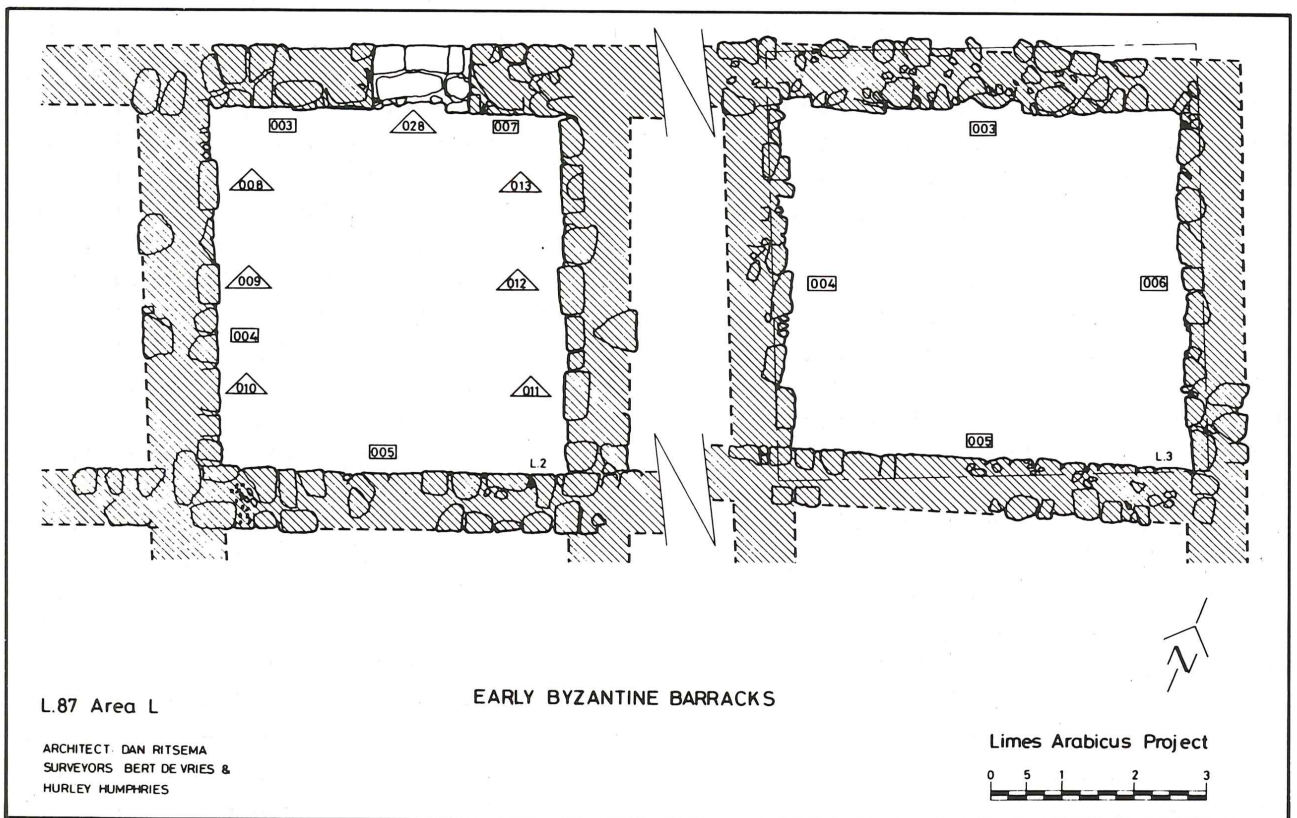 003 028 007 003
008 013
009 012 004 006
004
010 011
005 005
L.2 L.3
N
EARLY BYZANTINE BARRACKS
L.87 Area L
ARCHITECT DAN RITSEMA
SURVEYORS BERT DE VRIES &
HURLEY HUMPHRIES
Limes Arabicus Project
0 5 1 2 3